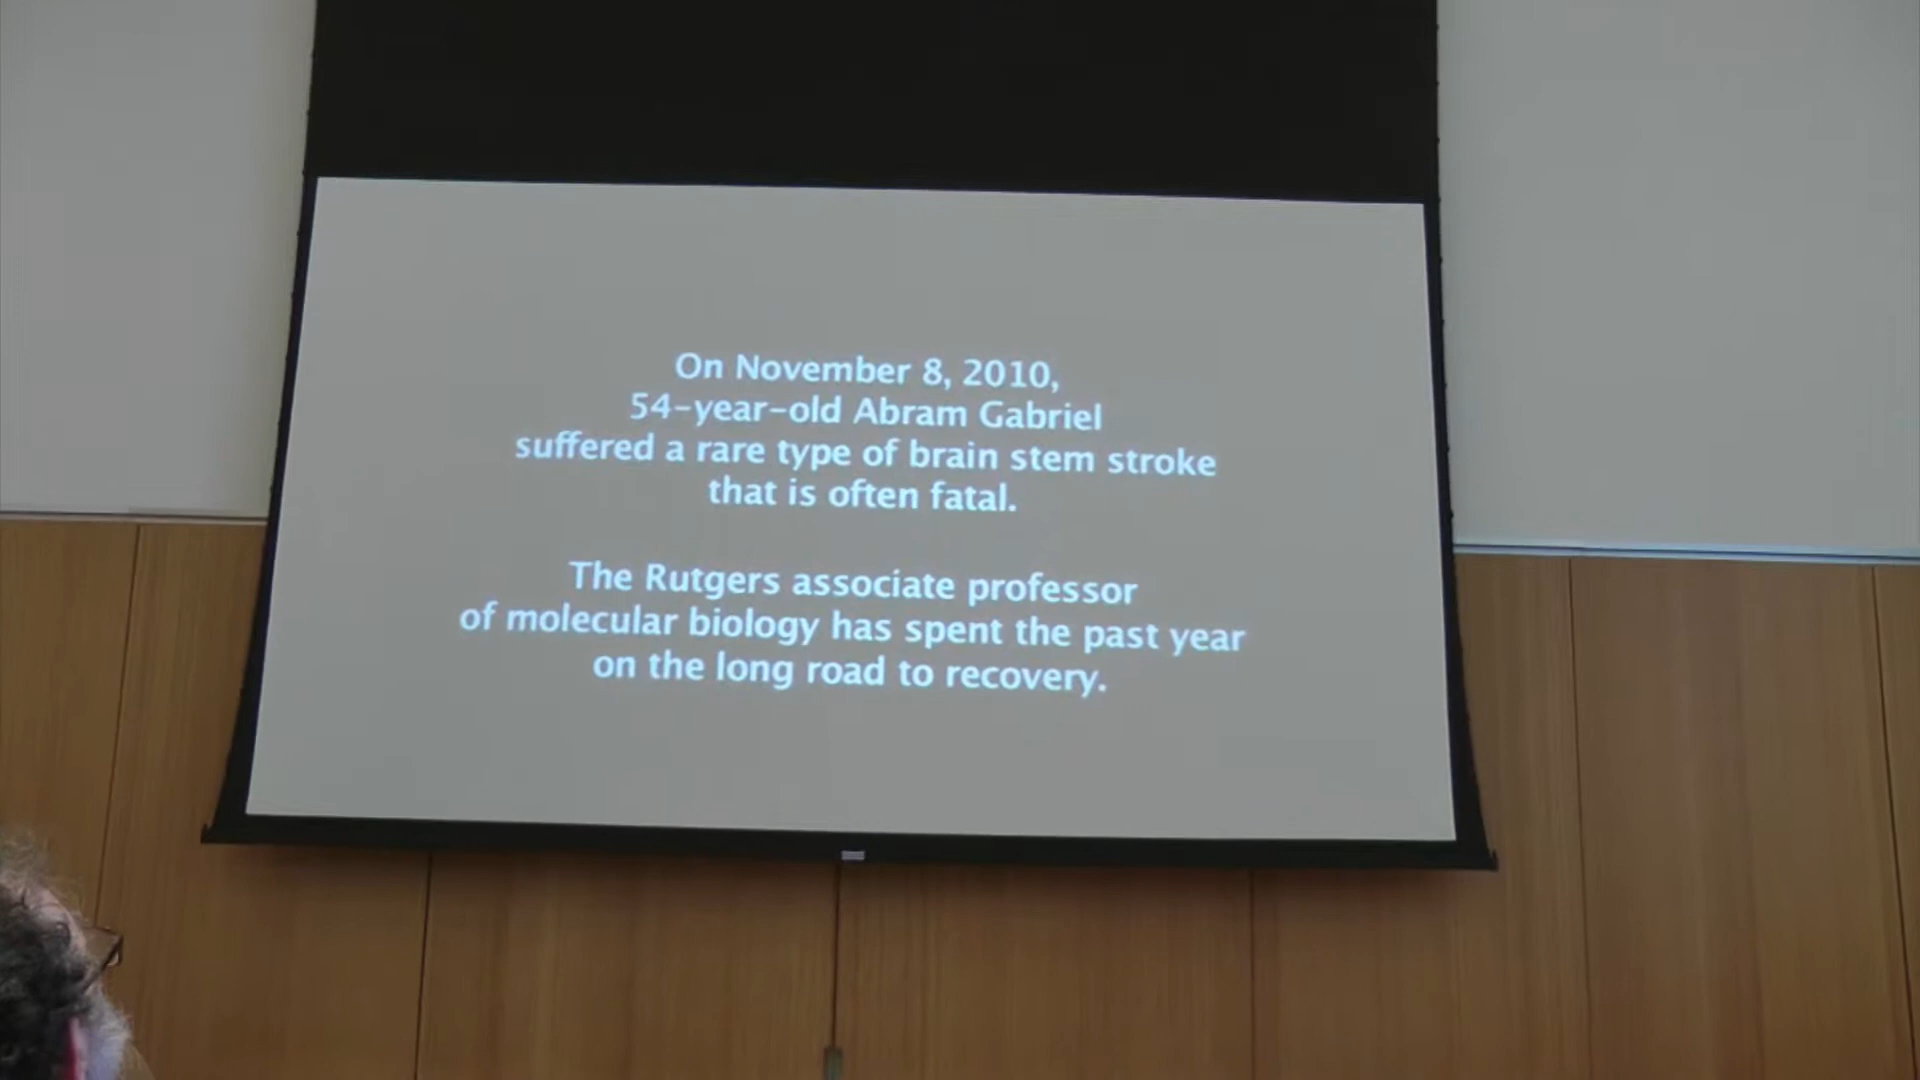 On November 8, 2010,
54-year-old Abram Gabriel
suffered a rare type of brain stem stroke
that is often fatal.
The Rutgers associate professor
of molecular biology has spent the past year
on the long road to recovery.